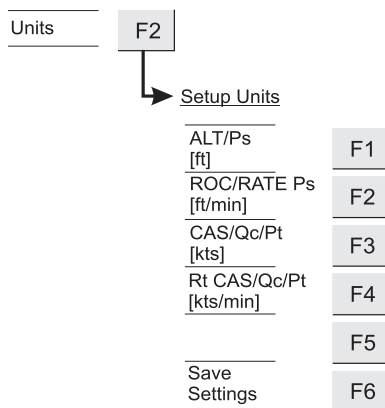 Units F2
Setup Units
ALT/Ps F1
[ft]
ROC/RATE Ps F2
[ft/min]
CAS/Qc/Pt F3
[kts]
Rt CAS/Qc/Pt F4
[kts/min]
F5
Save F6
Settings